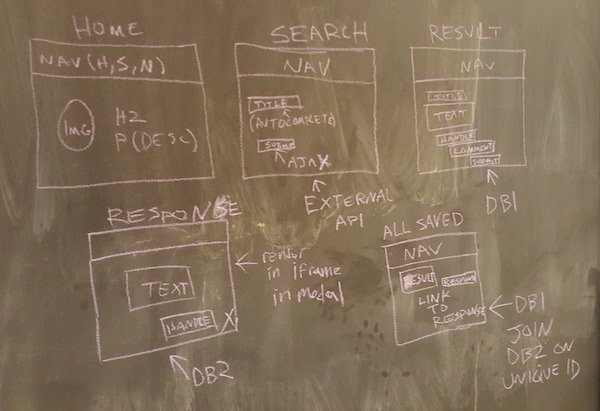 HOME
NAV(H,S,N)
IMG
H2
P(DESC)
SEARCH
NAV
TITLE
(AUTOCOMPLETE)
SUBMIT
AJAX
EXTERNAL
API
RESULT
NAV
TITLE
TEXT
HANDLE
COMMENT
SUBMIT
DB1
RESPONSE
TEXT
HANDLE X
DB2
render
in iframe
in modal
ALL SAVED
NAV
RESULT
LINK
TO
RESPONSE
DB1
JOIN
DB2 ON
UNIQUE ID